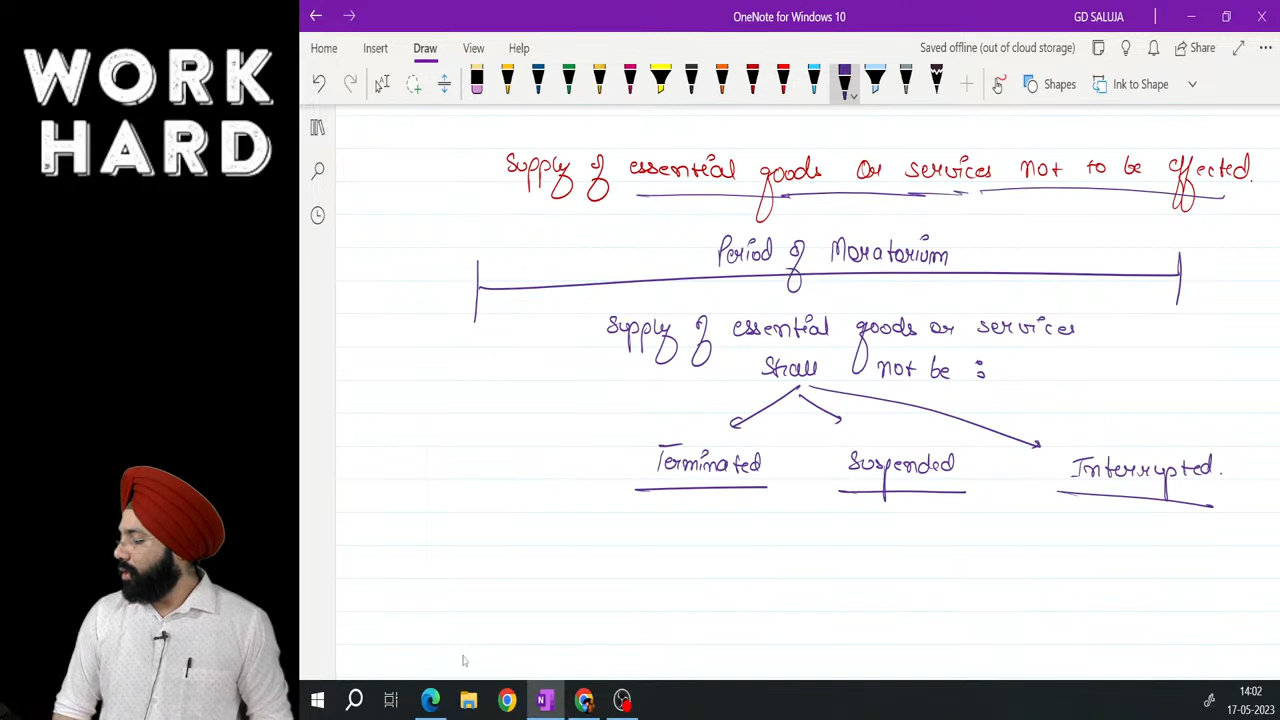 WORK
HARD
OneNote for Windows 10
GD SALUJA
Home Insert Draw View Help
Saved offline (out of cloud storage)
Share
Shapes
Ink to Shape
Supply of essential goods or services not to be effected.
Period of Moratorium
Supply of essential goods or services
Shall not be :
Terminated Suspended Interrupted.
14:02
17-05-2023